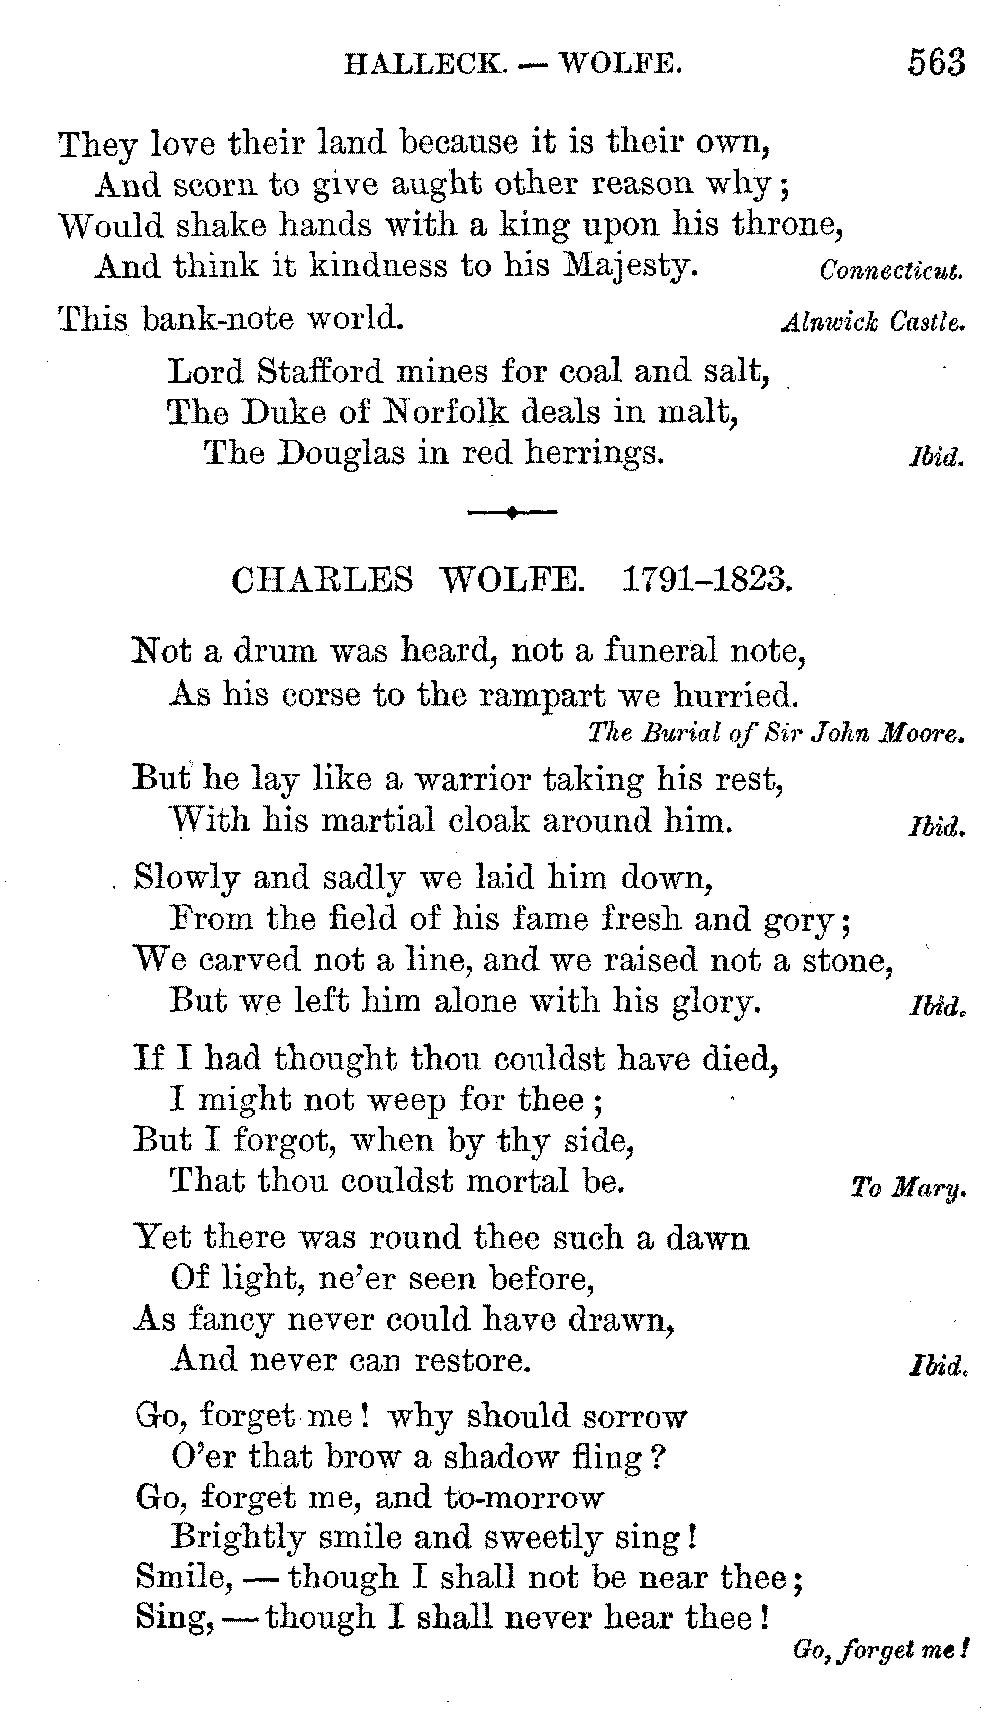 HALLECK. — WOLFE. 563
They love their land because it is their own,
And scorn to give aught other reason why;
Would shake hands with a king upon his throne,
And think it kindness to his Majesty. Connecticut.
This bank-note world. Alnwick Castle.
Lord Stafford mines for coal and salt,
The Duke of Norfolk deals in malt,
The Douglas in red herrings. Ibid.
CHARLES WOLFE. 1791–1823.
Not a drum was heard, not a funeral note,
As his corse to the rampart we hurried.
The Burial of Sir John Moore.
But he lay like a warrior taking his rest,
With his martial cloak around him. Ibid.
Slowly and sadly we laid him down,
From the field of his fame fresh and gory;
We carved not a line, and we raised not a stone,
But we left him alone with his glory. Ibid.
If I had thought thou couldst have died,
I might not weep for thee;
But I forgot, when by thy side,
That thou couldst mortal be. To Mary.
Yet there was round thee such a dawn
Of light, ne'er seen before,
As fancy never could have drawn,
And never can restore. Ibid.
Go, forget me! why should sorrow
O'er that brow a shadow fling?
Go, forget me, and to-morrow
Brightly smile and sweetly sing!
Smile, — though I shall not be near thee;
Sing, — though I shall never hear thee!
Go, forget me!